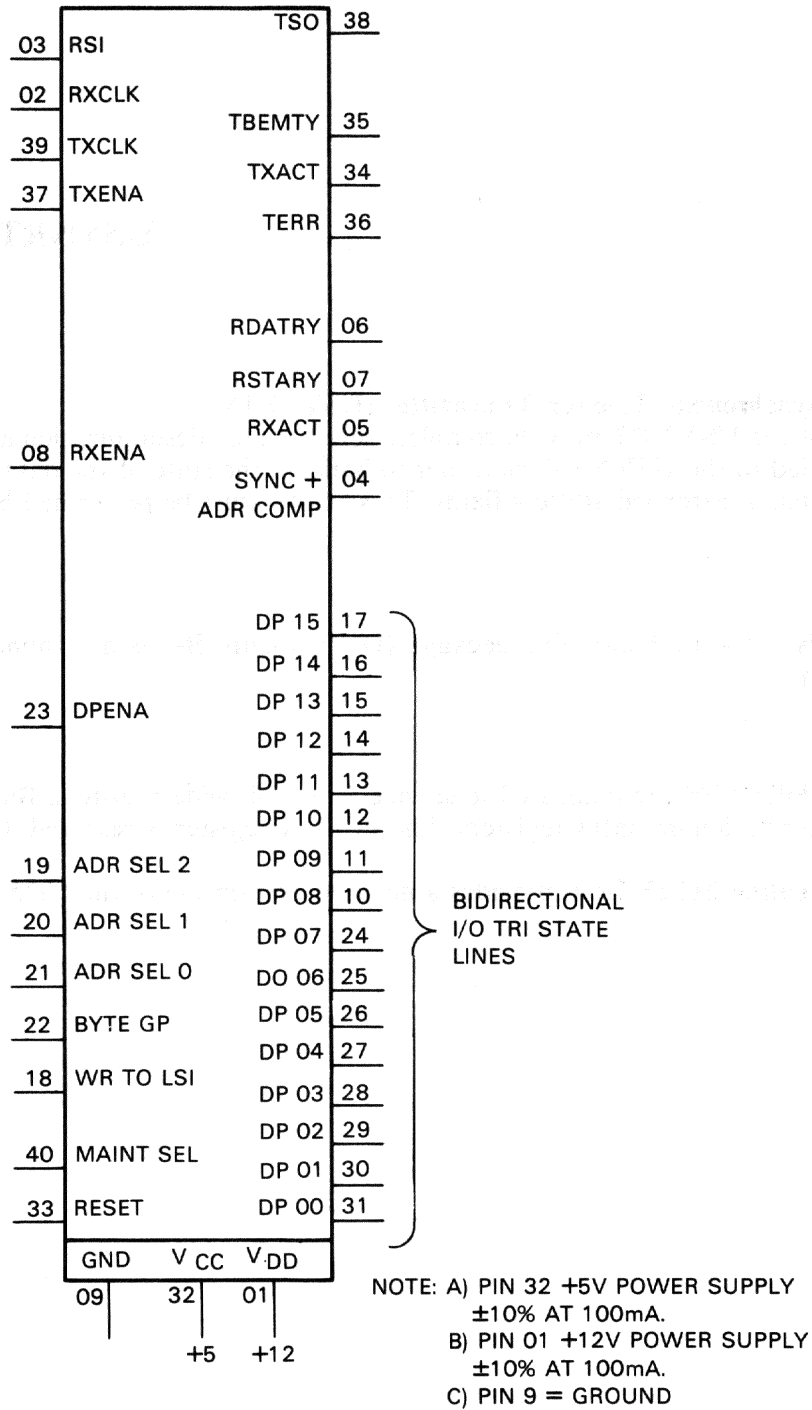 TSO 38
03 RSI
02 RXCLK
TBEMTY 35
39 TXCLK
TXACT 34
37 TXENA
TERR 36
RDATRY 06
RSTARY 07
RXACT 05
08 RXENA
SYNC + 04
ADR COMP
DP 15 17
DP 14 16
DP 13 15
23 DPENA
DP 12 14
DP 11 13
DP 10 12
19 ADR SEL 2
DP 09 11
DP 08 10
20 ADR SEL 1
DP 07 24
21 ADR SEL 0
DO 06 25
DP 05 26
22 BYTE GP
DP 04 27
18 WR TO LSI
DP 03 28
DP 02 29
40 MAINT SEL
DP 01 30
33 RESET
DP 00 31
BIDIRECTIONAL
I/O TRI STATE
LINES
GND VCC VDD
09 32 01
+5 +12
NOTE: A) PIN 32 +5V POWER SUPPLY
±10% AT 100mA.
B) PIN 01 +12V POWER SUPPLY
±10% AT 100mA.
C) PIN 9 = GROUND